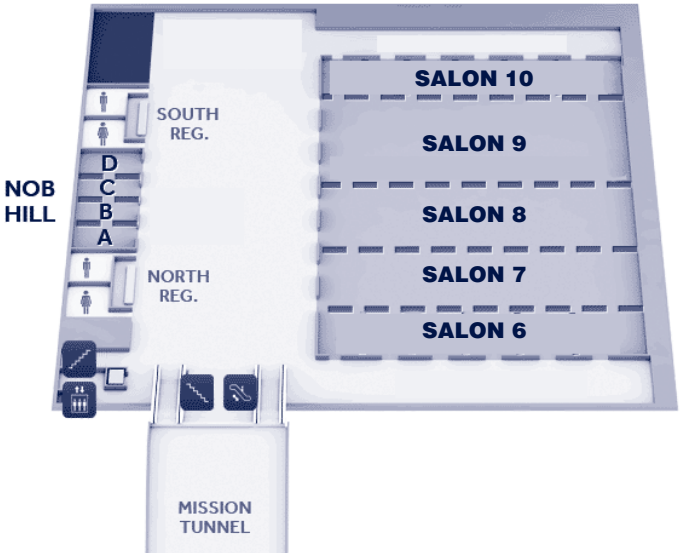 SALON 10
SOUTH
REG.
SALON 9
D
C
B
A
NOB
HILL
SALON 8
NORTH
REG.
SALON 7
SALON 6
MISSION
TUNNEL